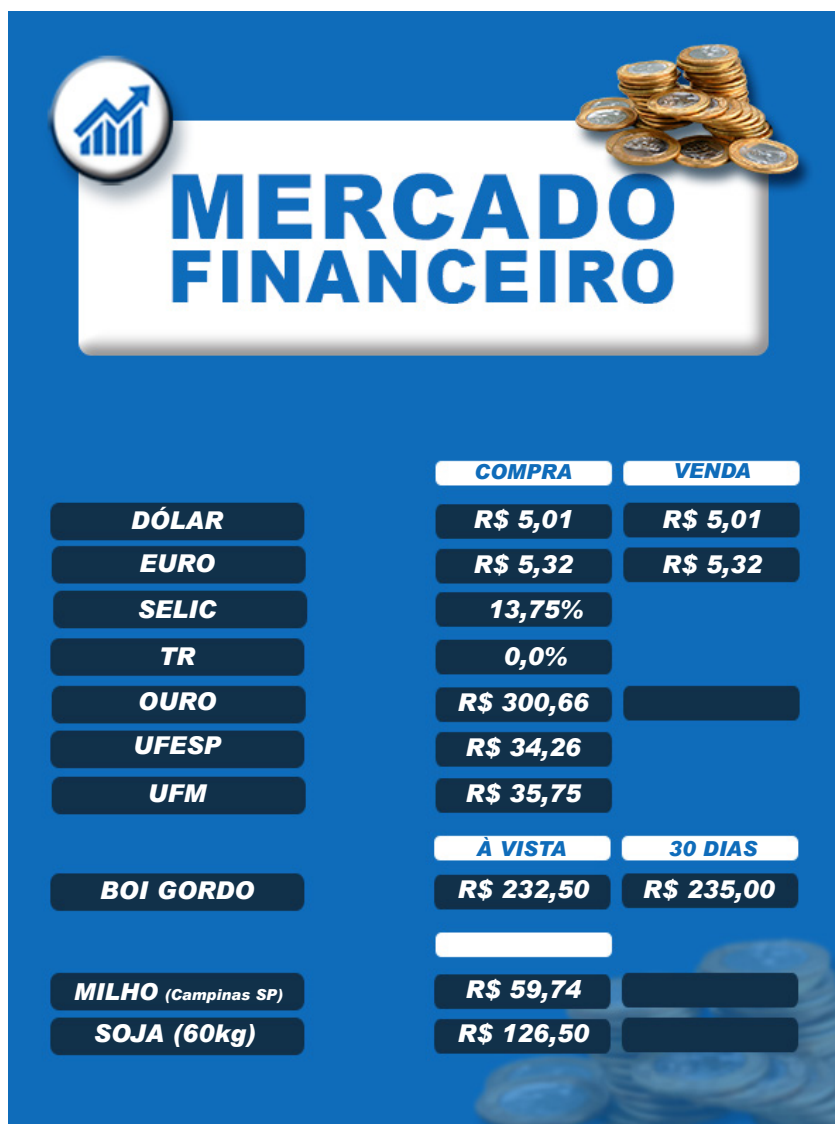 MERCADO
FINANCEIRO
COMPRA VENDA
DÓLAR R$ 5,01 R$ 5,01
EURO R$ 5,32 R$ 5,32
SELIC 13,75%
TR 0,0%
OURO R$ 300,66
UFESP R$ 34,26
UFM R$ 35,75
À VISTA 30 DIAS
BOI GORDO R$ 232,50 R$ 235,00
MILHO (Campinas SP) R$ 59,74
SOJA (60kg) R$ 126,50